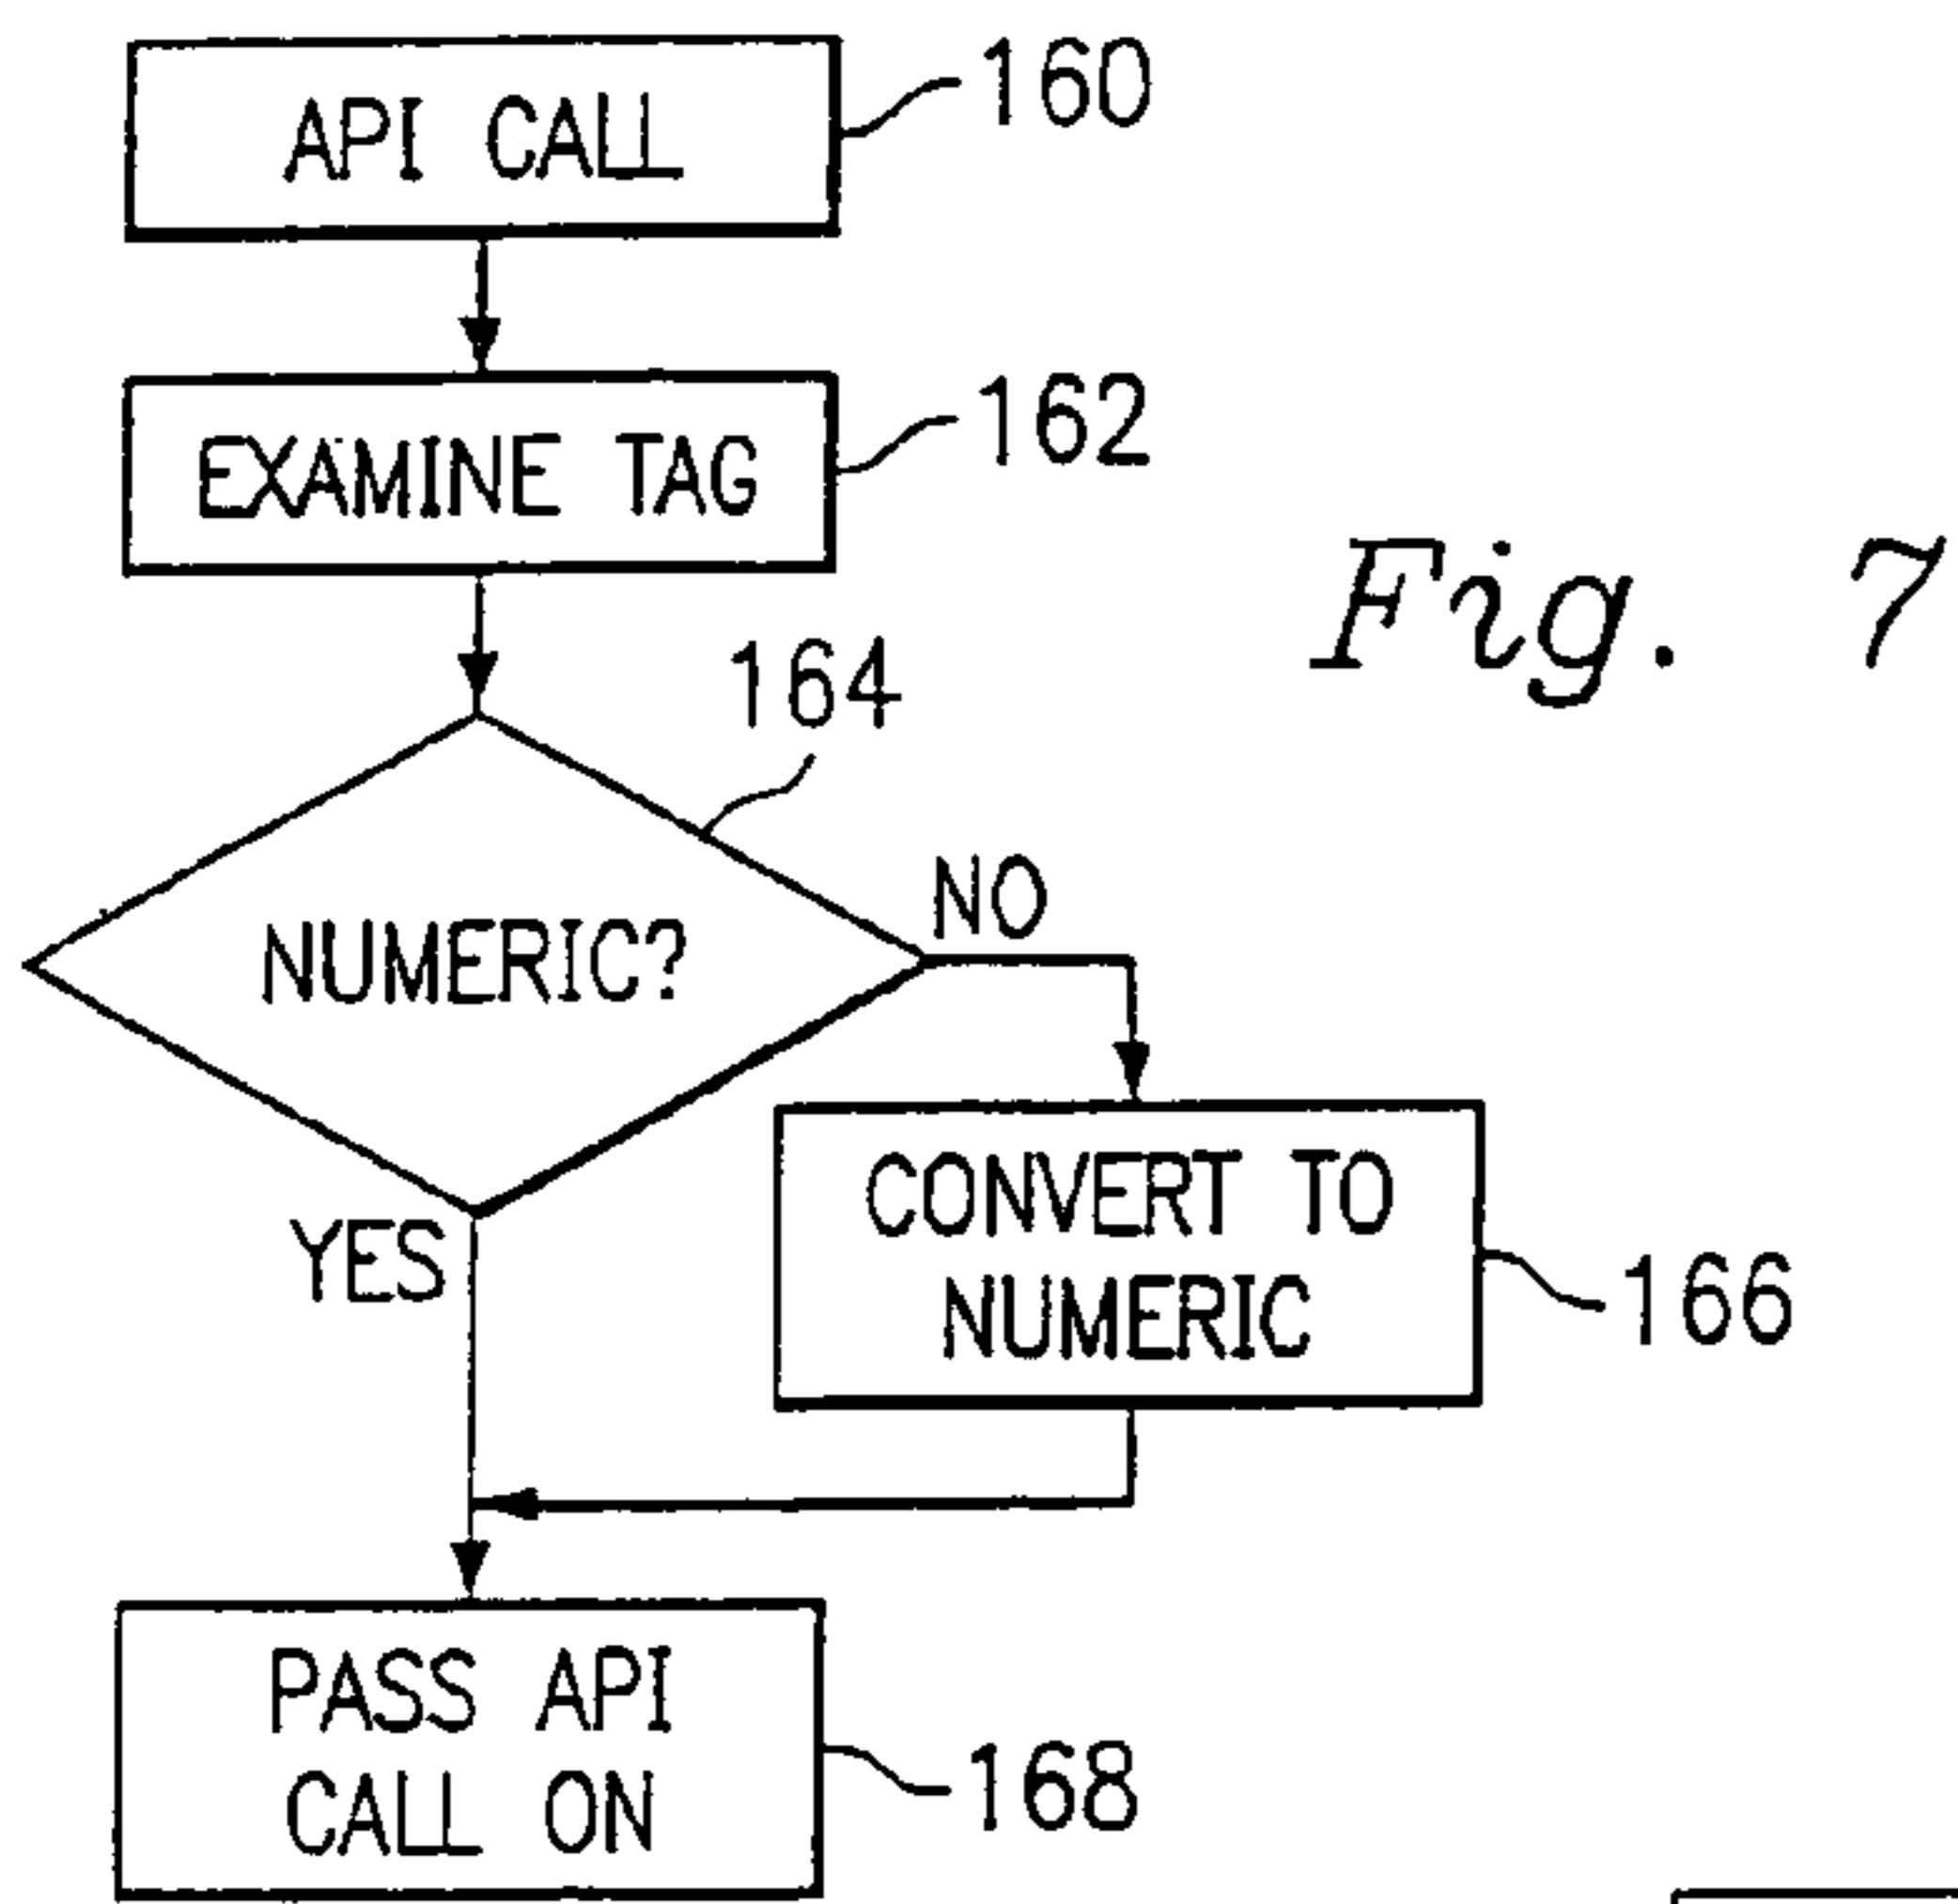 API CALL
160
EXAMINE TAG
162
Fig. 7
164
NUMERIC?
NO
YES
CONVERT TO
NUMERIC
166
PASS API
CALL ON
168